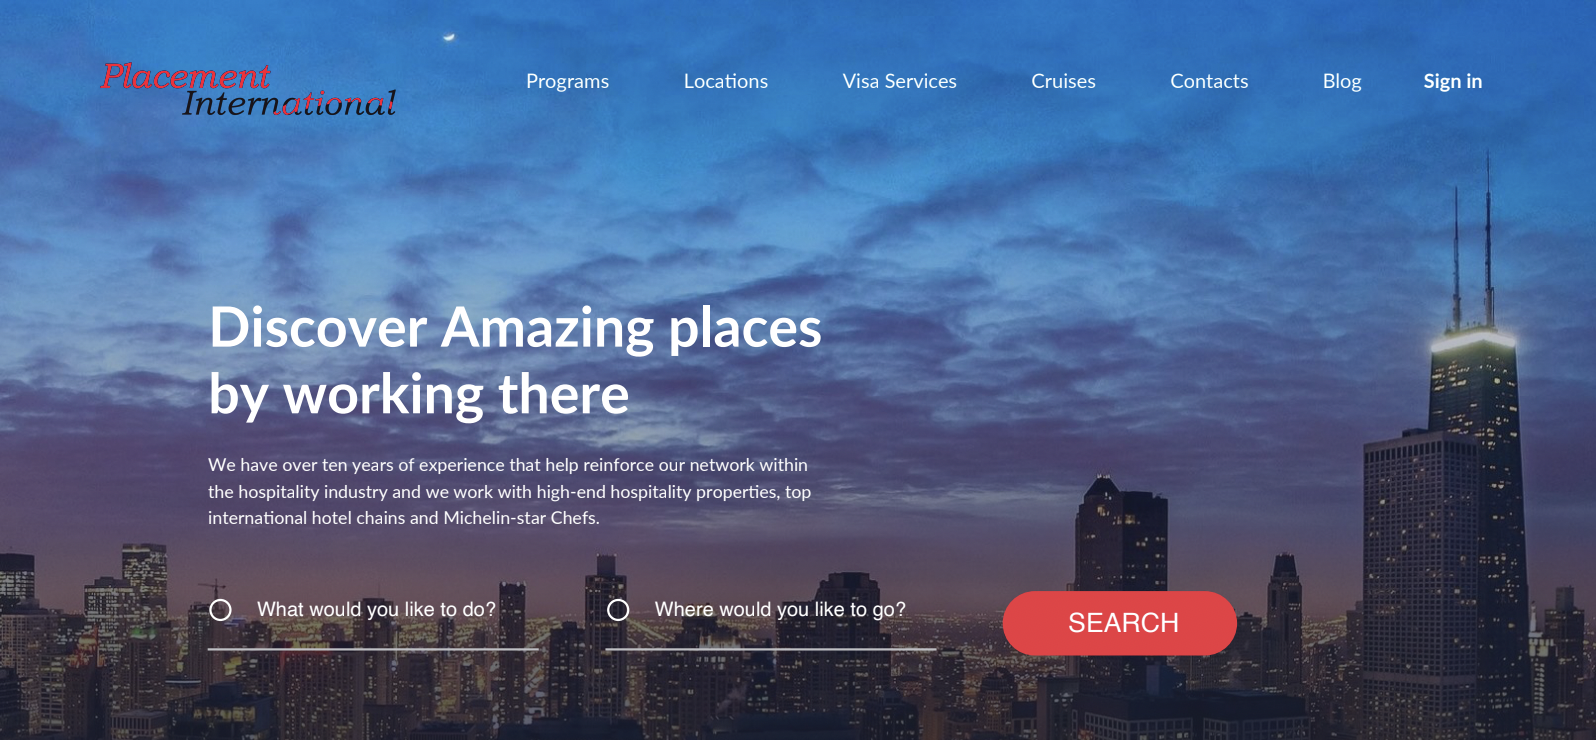 Placement
International
Programs Locations Visa Services Cruises Contacts Blog Sign in
Discover Amazing places
by working there
We have over ten years of experience that help reinforce our network within
the hospitality industry and we work with high-end hospitality properties, top
international hotel chains and Michelin-star Chefs.
What would you like to do? Where would you like to go? SEARCH